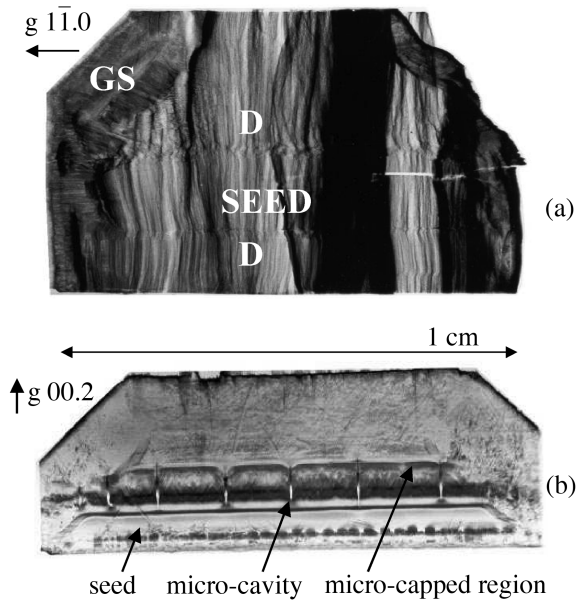 g 11̅.0
GS
D
SEED
D
(a)
1 cm
g 00.2
(b)
seed
micro-cavity
micro-capped region